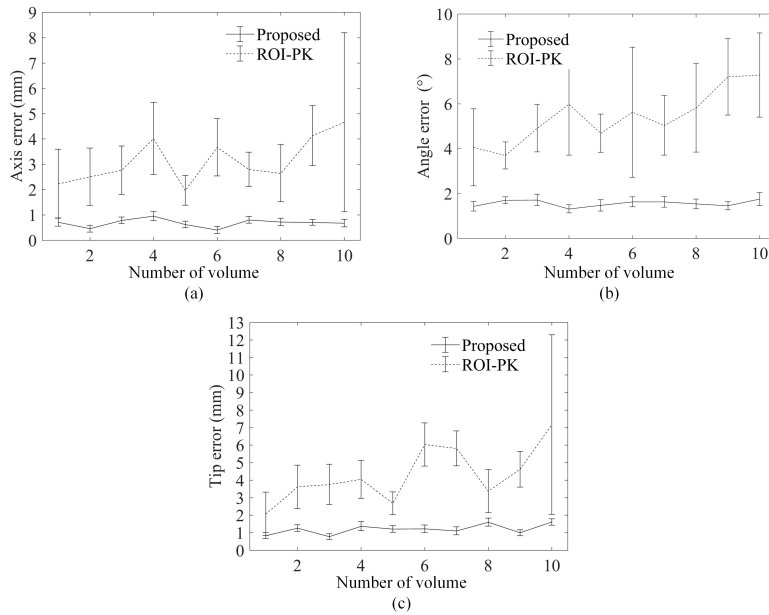 9
8
7
6
5
4
3
2
1
0
Axis error (mm)
Proposed
ROI-PK
2 4 6 8 10
Number of volume
(a)
10
8
6
4
2
0
Angle error (°)
Proposed
ROI-PK
2 4 6 8 10
Number of volume
(b)
13
12
11
10
9
8
7
6
5
4
3
2
1
0
Tip error (mm)
Proposed
ROI-PK
2 4 6 8 10
Number of volume
(c)